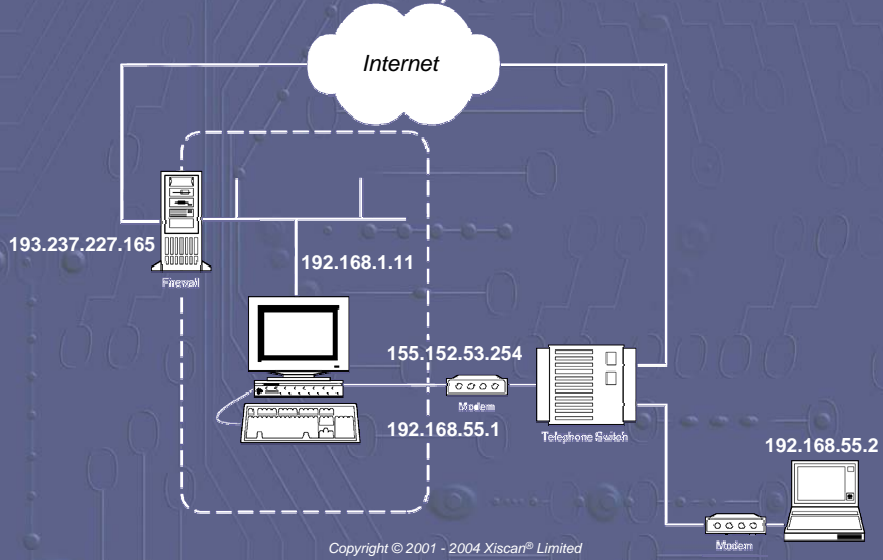 Internet
193.237.227.165
Firewall
192.168.1.11
155.152.53.254
Modem
192.168.55.1
Telephone Switch
192.168.55.2
Modem
Copyright © 2001 - 2004 Xiscan® Limited